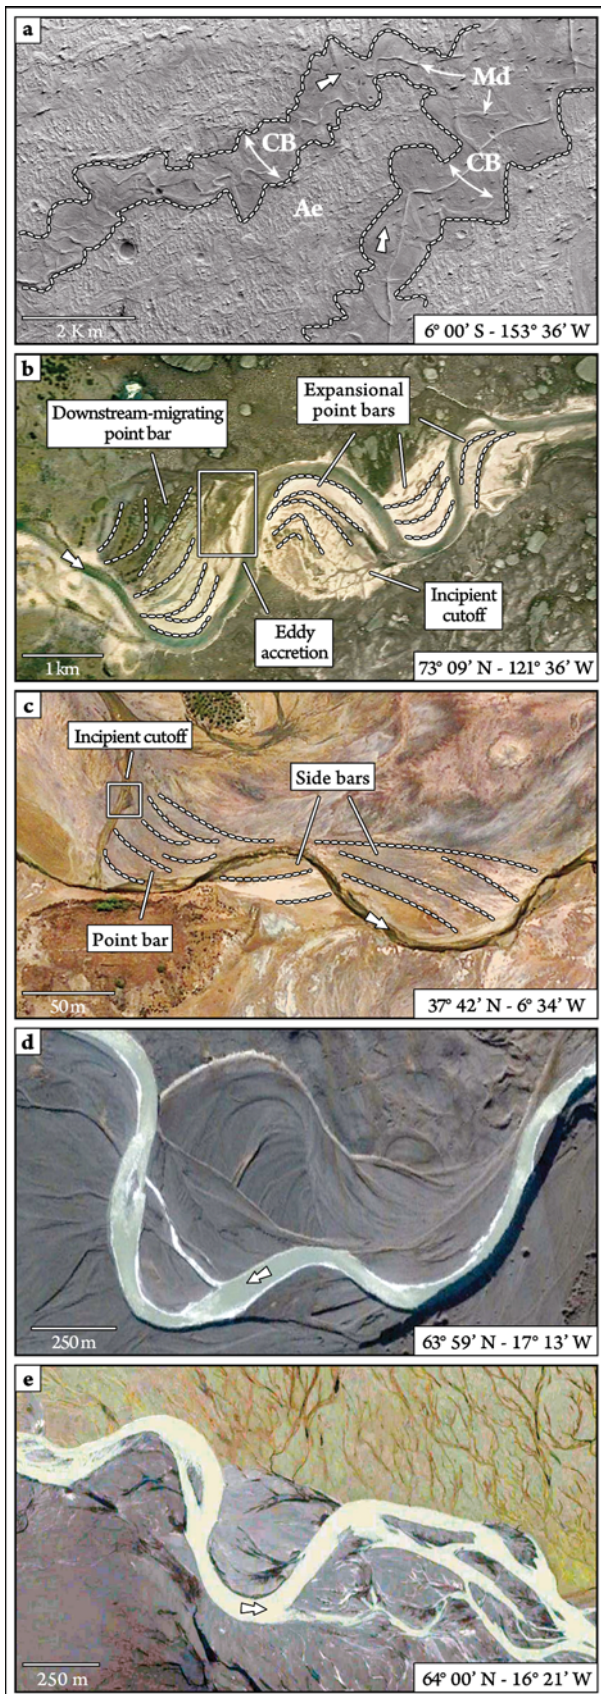 a
Md
CB
CB
Ae
2 Km
6° 00' S - 153° 36' W
b
Downstream-migrating
point bar
Expansional
point bars
Eddy
accretion
Incipient
cutoff
1 km
73° 09' N - 121° 36' W
c
Incipient cutoff
Side bars
Point bar
50 m
37° 42' N - 6° 34' W
d
250 m
63° 59' N - 17° 13' W
e
250 m
64° 00' N - 16° 21' W